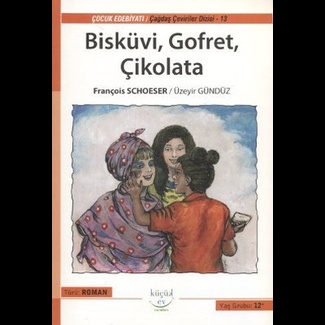 ÇOCUK EDEBİYATI / Çağdaş Çeviriler Dizisi - 13
Bisküvi, Gofret,
Çikolata
François SCHOESER / Üzeyir GÜNDÜZ
Türü: ROMAN
küçük
ev
Yaş Grubu: 12+